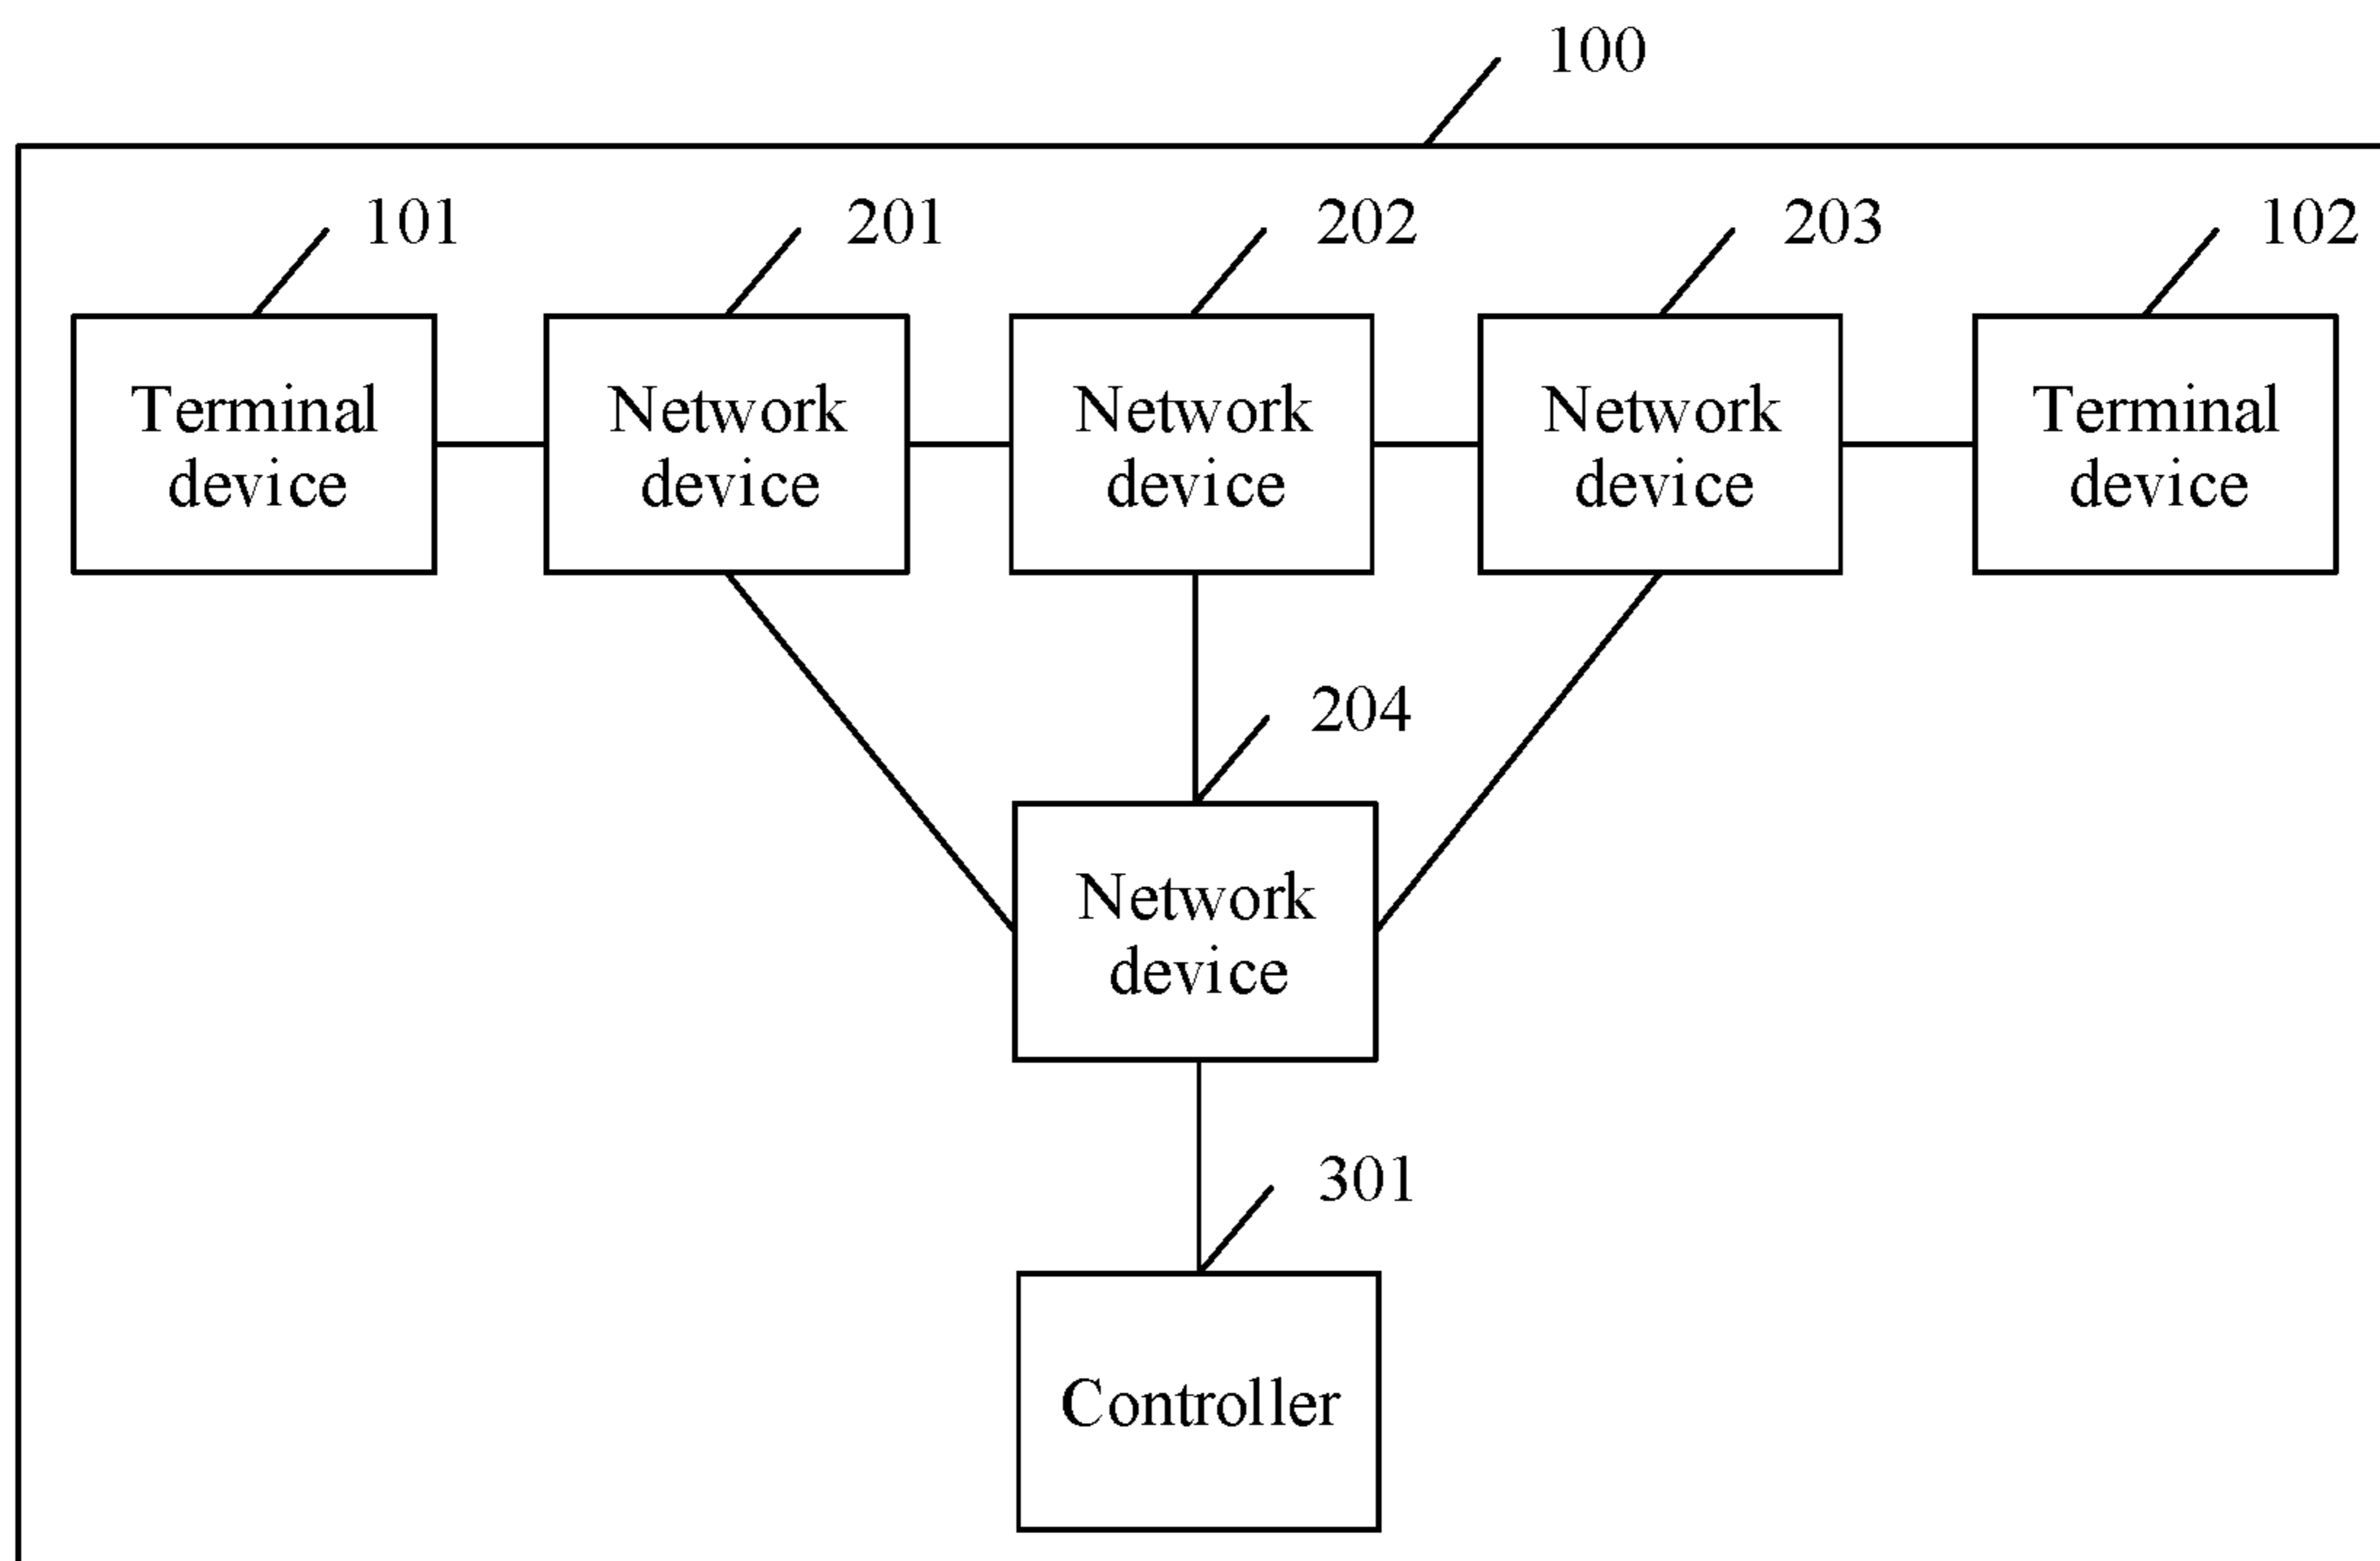 100
101
201
202
203
102
Terminal
device
Network
device
Network
device
Network
device
Terminal
device
204
Network
device
301
Controller